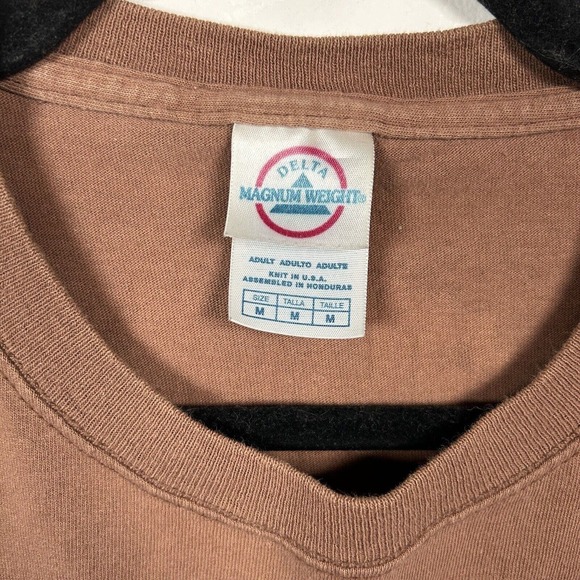 DELTA
MAGNUM WEIGHT®
ADULT ADULTO ADULTE
KNIT IN U.S.A.
ASSEMBLED IN HONDURAS
SIZE TALLA TAILLE
M M M